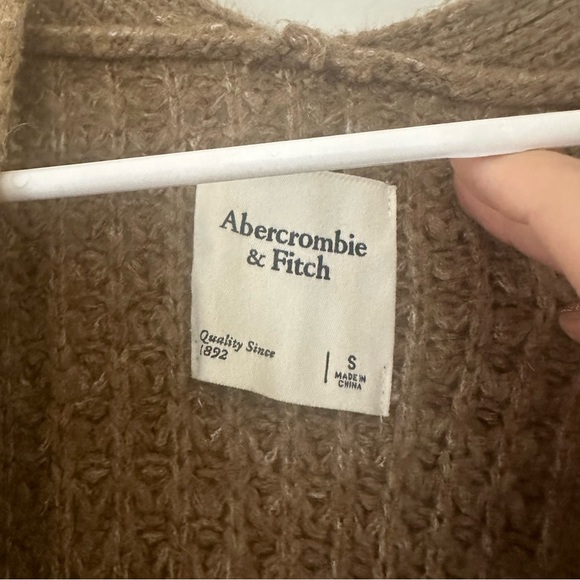 Abercrombie
& Fitch
Quality Since
1892
S
MADE IN
CHINA